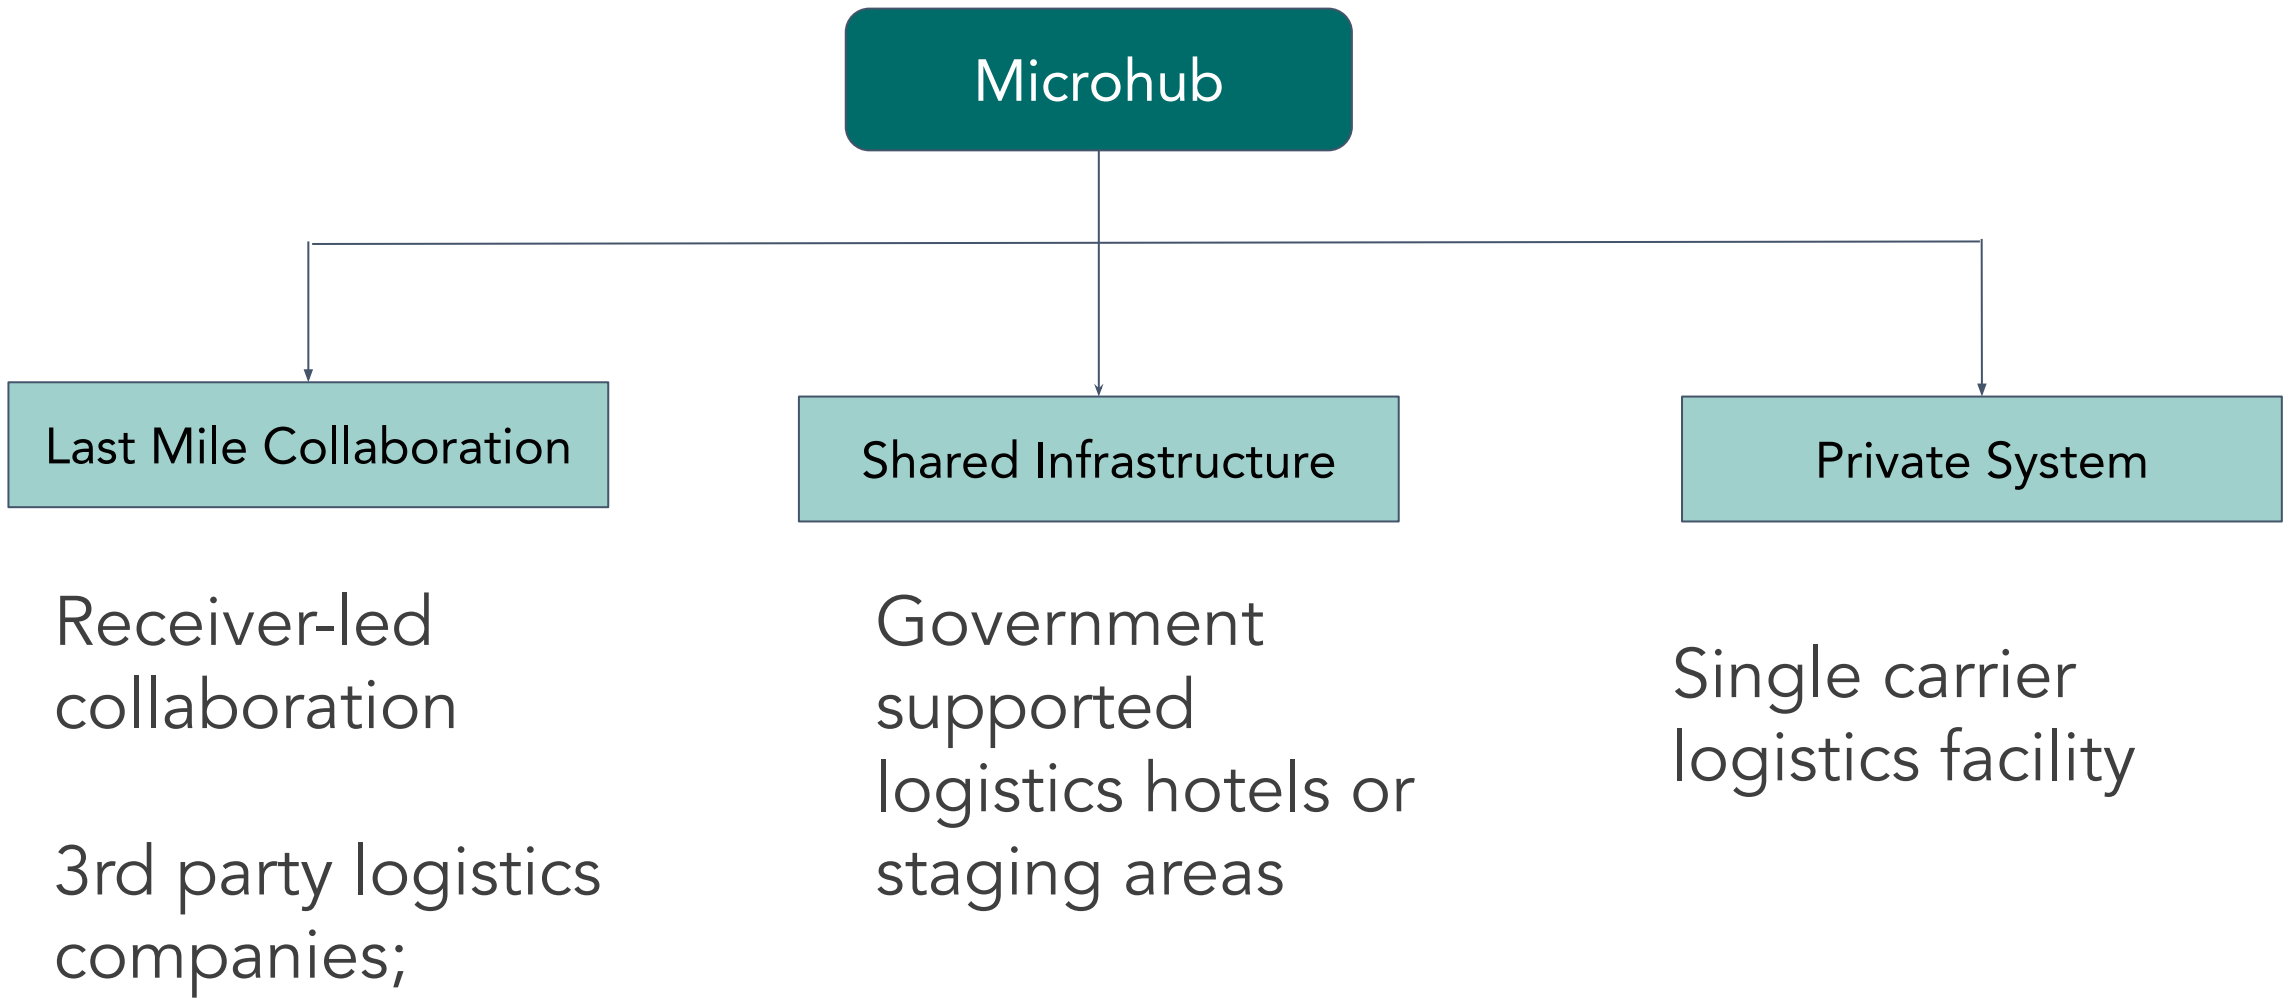 Microhub
Last Mile Collaboration
Shared Infrastructure
Private System
Receiver-led
collaboration
3rd party logistics
companies;
Government
supported
logistics hotels or
staging areas
Single carrier
logistics facility